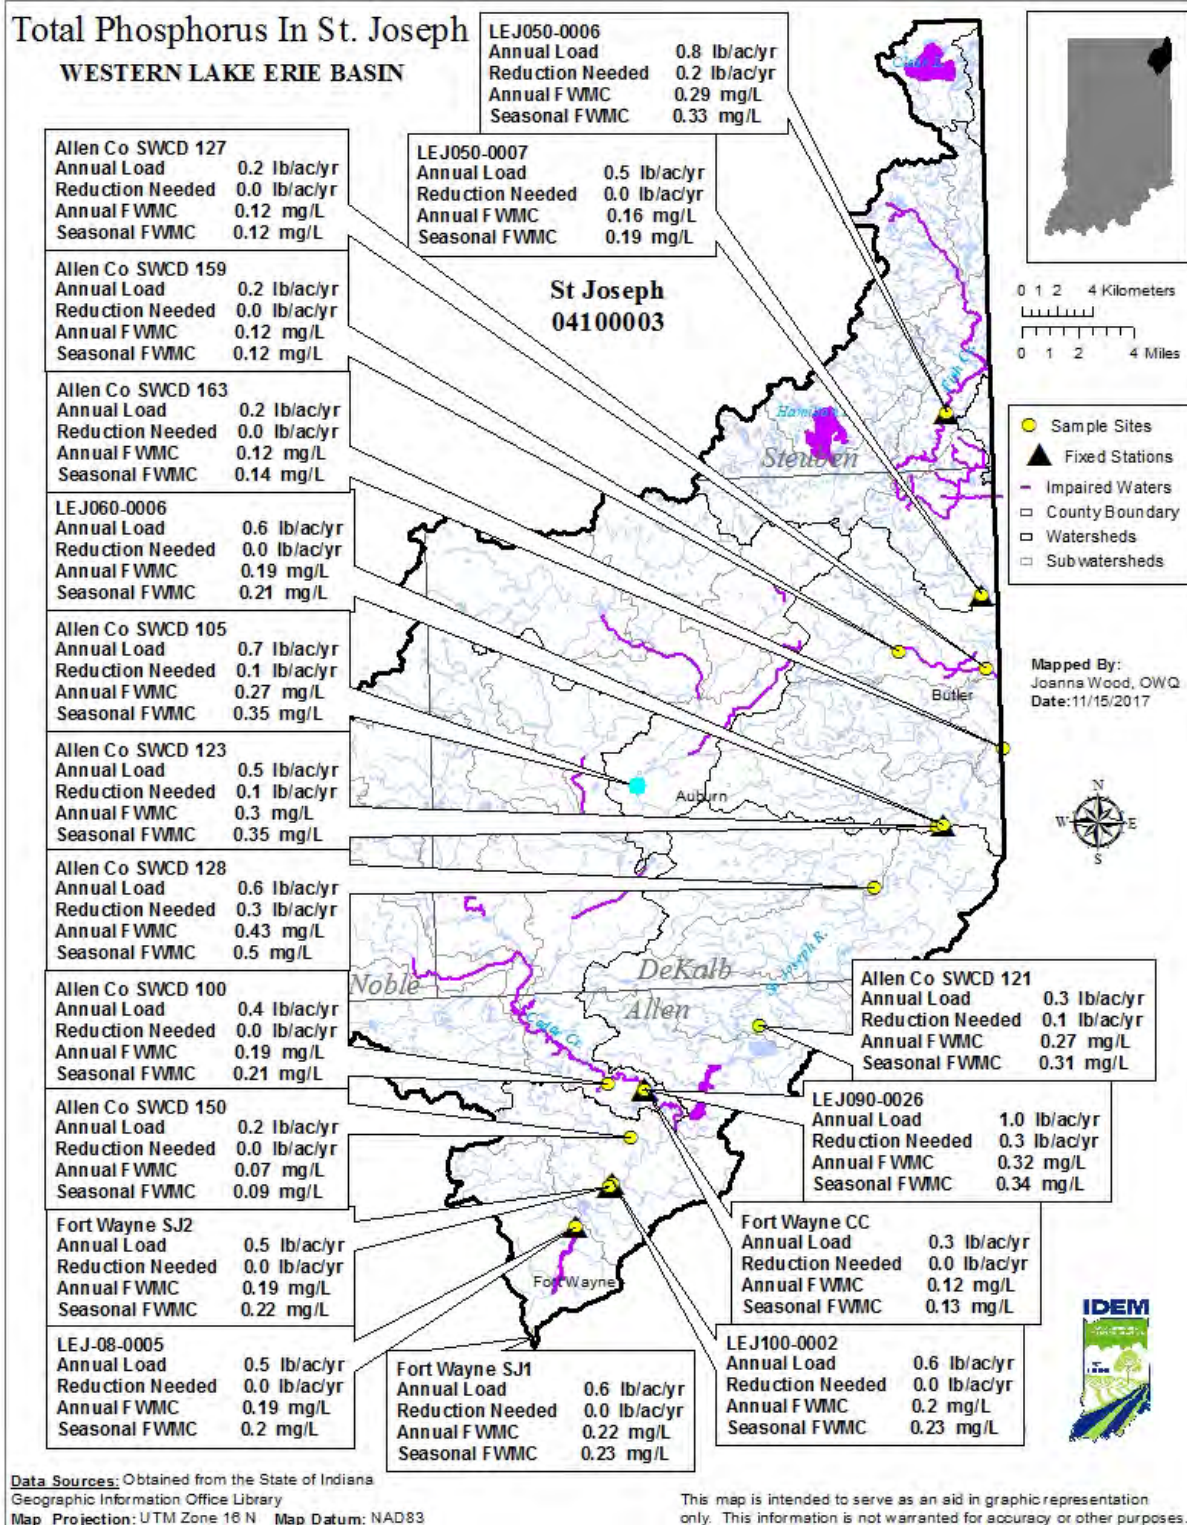 Total Phosphorus In St. Joseph
WESTERN LAKE ERIE BASIN
LEJ050-0006
Annual Load 0.8 lb/ac/yr
Reduction Needed 0.2 lb/ac/yr
Annual FWMC 0.29 mg/L
Seasonal FWMC 0.33 mg/L
LEJ050-0007
Annual Load 0.5 lb/ac/yr
Reduction Needed 0.0 lb/ac/yr
Annual FWMC 0.16 mg/L
Seasonal FWMC 0.19 mg/L
Allen Co SWCD 127
Annual Load 0.2 lb/ac/yr
Reduction Needed 0.0 lb/ac/yr
Annual FWMC 0.12 mg/L
Seasonal FWMC 0.12 mg/L
Allen Co SWCD 159
Annual Load 0.2 lb/ac/yr
Reduction Needed 0.0 lb/ac/yr
Annual FWMC 0.12 mg/L
Seasonal FWMC 0.12 mg/L
Allen Co SWCD 163
Annual Load 0.2 lb/ac/yr
Reduction Needed 0.0 lb/ac/yr
Annual FWMC 0.12 mg/L
Seasonal FWMC 0.14 mg/L
LEJ060-0006
Annual Load 0.6 lb/ac/yr
Reduction Needed 0.0 lb/ac/yr
Annual FWMC 0.19 mg/L
Seasonal FWMC 0.21 mg/L
Allen Co SWCD 105
Annual Load 0.7 lb/ac/yr
Reduction Needed 0.1 lb/ac/yr
Annual FWMC 0.27 mg/L
Seasonal FWMC 0.35 mg/L
Allen Co SWCD 123
Annual Load 0.5 lb/ac/yr
Reduction Needed 0.1 lb/ac/yr
Annual FWMC 0.3 mg/L
Seasonal FWMC 0.35 mg/L
Allen Co SWCD 128
Annual Load 0.6 lb/ac/yr
Reduction Needed 0.3 lb/ac/yr
Annual FWMC 0.43 mg/L
Seasonal FWMC 0.5 mg/L
Allen Co SWCD 100
Annual Load 0.4 lb/ac/yr
Reduction Needed 0.0 lb/ac/yr
Annual FWMC 0.19 mg/L
Seasonal FWMC 0.21 mg/L
Allen Co SWCD 150
Annual Load 0.2 lb/ac/yr
Reduction Needed 0.0 lb/ac/yr
Annual FWMC 0.07 mg/L
Seasonal FWMC 0.09 mg/L
Fort Wayne SJ2
Annual Load 0.5 lb/ac/yr
Reduction Needed 0.0 lb/ac/yr
Annual FWMC 0.19 mg/L
Seasonal FWMC 0.22 mg/L
LEJ-08-0005
Annual Load 0.5 lb/ac/yr
Reduction Needed 0.0 lb/ac/yr
Annual FWMC 0.19 mg/L
Seasonal FWMC 0.2 mg/L
Fort Wayne SJ1
Annual Load 0.6 lb/ac/yr
Reduction Needed 0.0 lb/ac/yr
Annual FWMC 0.22 mg/L
Seasonal FWMC 0.23 mg/L
LEJ100-0002
Annual Load 0.6 lb/ac/yr
Reduction Needed 0.0 lb/ac/yr
Annual FWMC 0.2 mg/L
Seasonal FWMC 0.23 mg/L
Fort Wayne CC
Annual Load 0.3 lb/ac/yr
Reduction Needed 0.0 lb/ac/yr
Annual FWMC 0.12 mg/L
Seasonal FWMC 0.13 mg/L
LEJ090-0026
Annual Load 1.0 lb/ac/yr
Reduction Needed 0.3 lb/ac/yr
Annual FWMC 0.32 mg/L
Seasonal FWMC 0.34 mg/L
Allen Co SWCD 121
Annual Load 0.3 lb/ac/yr
Reduction Needed 0.1 lb/ac/yr
Annual FWMC 0.27 mg/L
Seasonal FWMC 0.31 mg/L
St Joseph
04100003
Steuben
Fish Cr.
Butler
Auburn
Noble
DeKalb
Allen
Joseph R.
Cedar Cr.
Fort Wayne
0 1 2 4 Kilometers
0 1 2 4 Miles
Sample Sites
Fixed Stations
Impaired Waters
County Boundary
Watersheds
Subwatersheds
Mapped By:
Joanna Wood, OWQ
Date:11/15/2017
N
W E
S
IDEM
Data Sources: Obtained from the State of Indiana
Geographic Information Office Library
Map Projection: UTM Zone 16 N Map Datum: NAD83
This map is intended to serve as an aid in graphic representation
only. This information is not warranted for accuracy or other purposes.